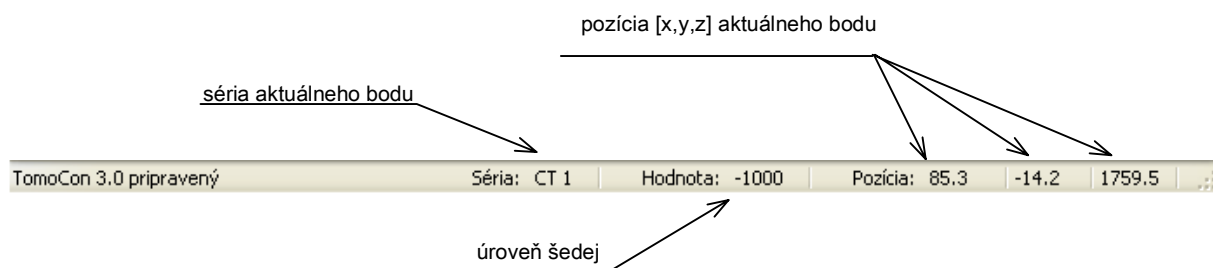 pozícia [x,y,z] aktuálneho bodu
séria aktuálneho bodu
TomoCon 3.0 pripravený Séria: CT 1 Hodnota: -1000 Pozícia: 85.3 -14.2 1759.5
úroveň šedej